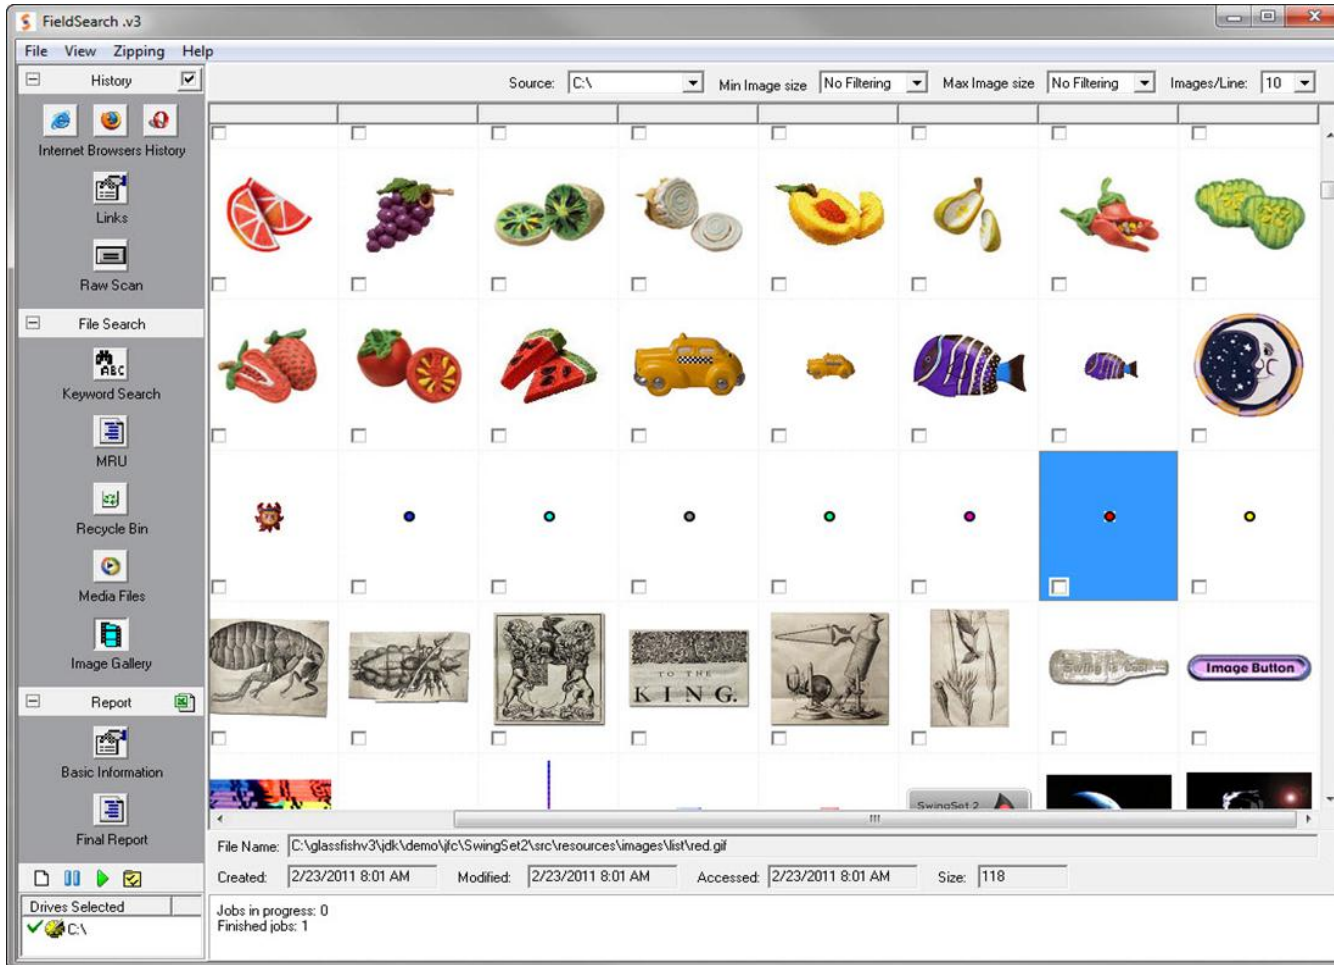 FieldSearch .v3
File View Zipping Help
History
Source: C:\ Min Image size No Filtering Max Image size No Filtering Images/Line: 10
Internet Browsers History
Links
Raw Scan
File Search
ABC
Keyword Search
MRU
Recycle Bin
Media Files
Image Gallery
TO THE
KING.
Swing is Cool
Image Button
Report
Basic Information
SwingSet 2
Final Report
File Name: C:\glassfishv3\jdk\demo\jfc\SwingSet2\src\resources\images\list\red.gif
Created: 2/23/2011 8:01 AM Modified: 2/23/2011 8:01 AM Accessed: 2/23/2011 8:01 AM Size: 118
Drives Selected
C:\
Jobs in progress: 0
Finished jobs: 1